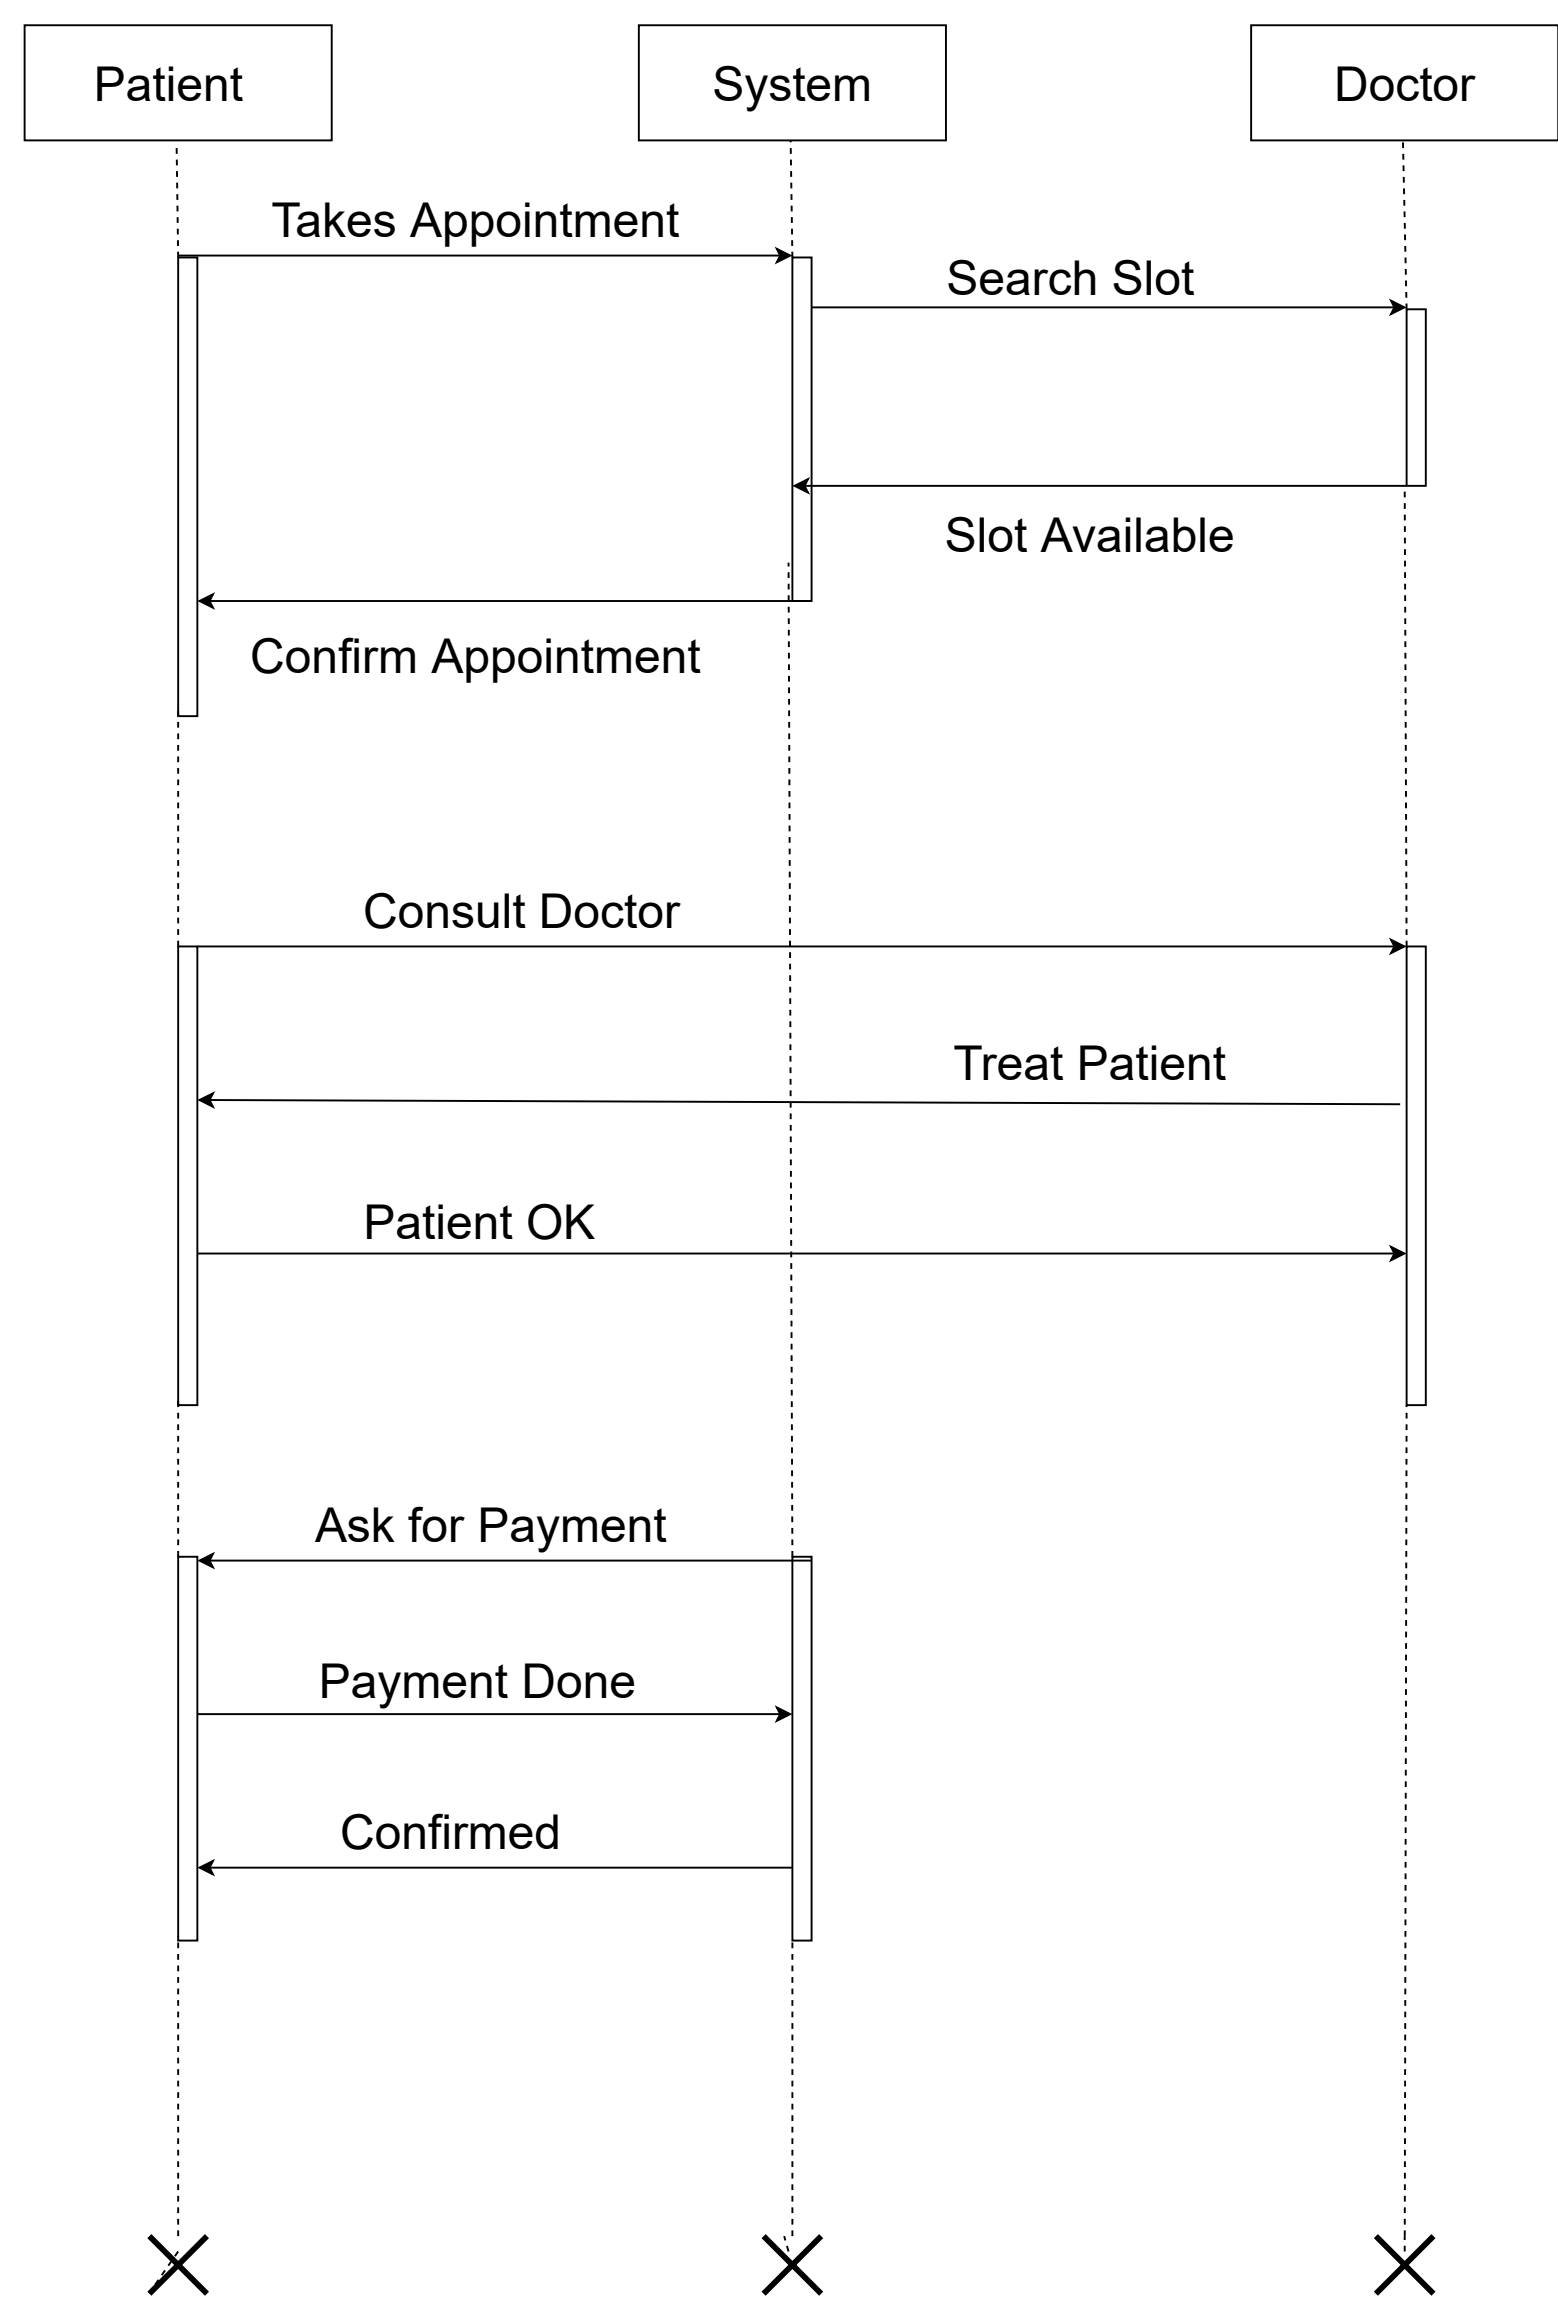 Patient
System
Doctor
Takes Appointment
Search Slot
Slot Available
Confirm Appointment
Consult Doctor
Treat Patient
Patient OK
Ask for Payment
Payment Done
Confirmed